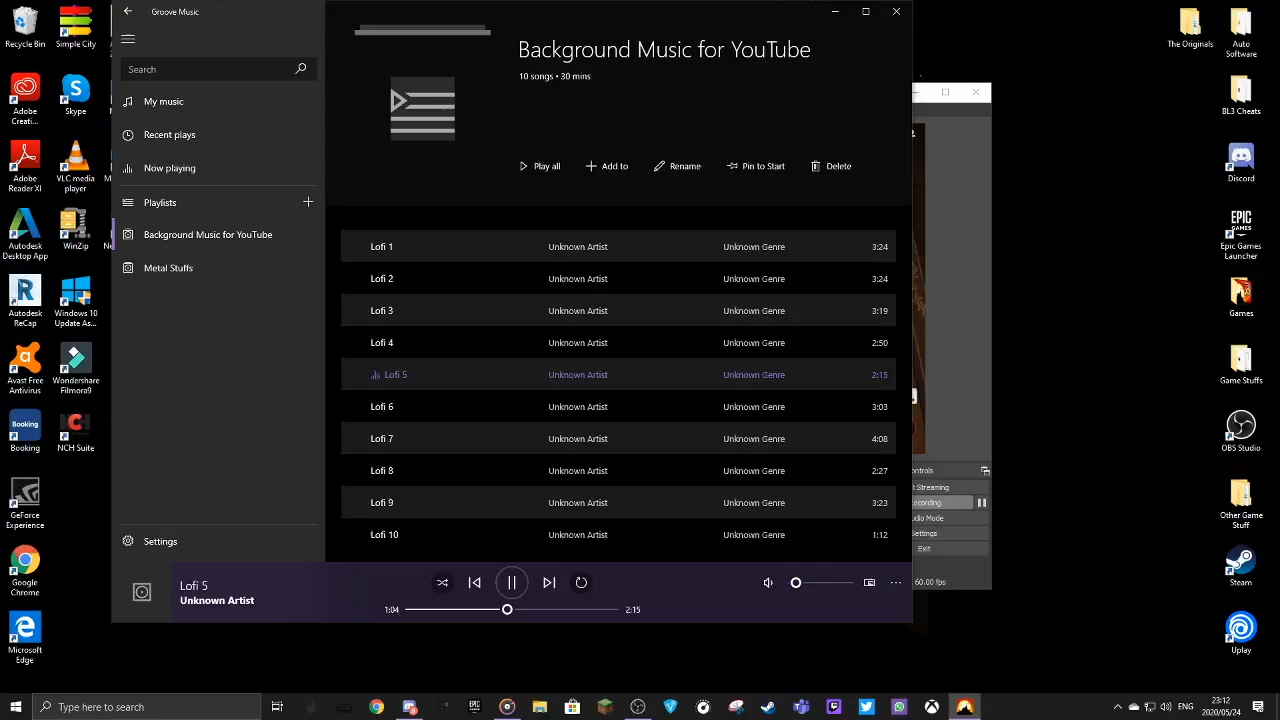 Groove Music
Search
My music
Recent plays
Now playing
Playlists
Background Music for YouTube
Metal Stuffs
Settings
Background Music for YouTube
10 songs • 30 mins
Play all
Add to
Rename
Pin to Start
Delete
Lofi 1 Unknown Artist Unknown Genre 3:24
Lofi 2 Unknown Artist Unknown Genre 3:24
Lofi 3 Unknown Artist Unknown Genre 3:19
Lofi 4 Unknown Artist Unknown Genre 2:50
Lofi 5 Unknown Artist Unknown Genre 2:15
Lofi 6 Unknown Artist Unknown Genre 3:03
Lofi 7 Unknown Artist Unknown Genre 4:08
Lofi 8 Unknown Artist Unknown Genre 2:27
Lofi 9 Unknown Artist Unknown Genre 3:23
Lofi 10 Unknown Artist Unknown Genre 1:12
Lofi 5
Unknown Artist
1:04
2:15
Recycle Bin
Simple City
Adobe
Creati...
Skype
Adobe
Reader XI
VLC media
player
Autodesk
Desktop App
WinZip
Autodesk
ReCap
Windows 10
Update As...
Avast Free
Antivirus
Wondershare
Filmora9
Booking
Booking
NCH Suite
GeForce
Experience
Google
Chrome
Microsoft
Edge
ontrols
t Streaming
ecording
udio Mode
ettings
Exit
60.00 fps
The Originals
Auto
Software
BL3 Cheats
Discord
EPIC
GAMES
Epic Games
Launcher
Games
Game Stuffs
OBS Studio
Other Game
Stuff
Steam
Uplay
Type here to search
ENG
23:12
2020/05/24